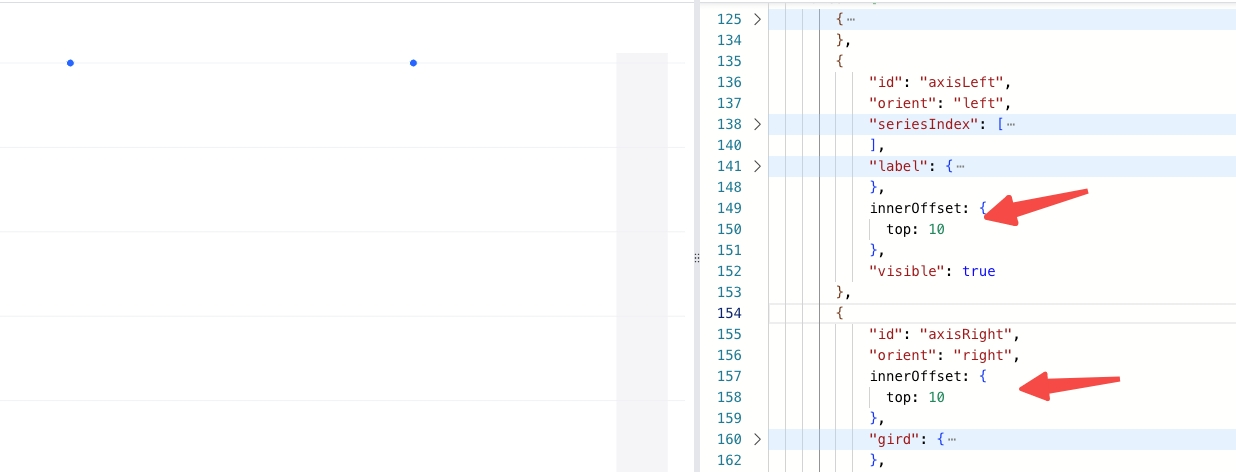 125 {…
134 },
135 {
136 "id": "axisLeft",
137 "orient": "left",
138 "seriesIndex": […
140 ],
141 "label": {…
148 },
149 innerOffset: {
150 top: 10
151 },
152 "visible": true
153 },
154 {
155 "id": "axisRight",
156 "orient": "right",
157 innerOffset: {
158 top: 10
159 },
160 "gird": {…
162 },